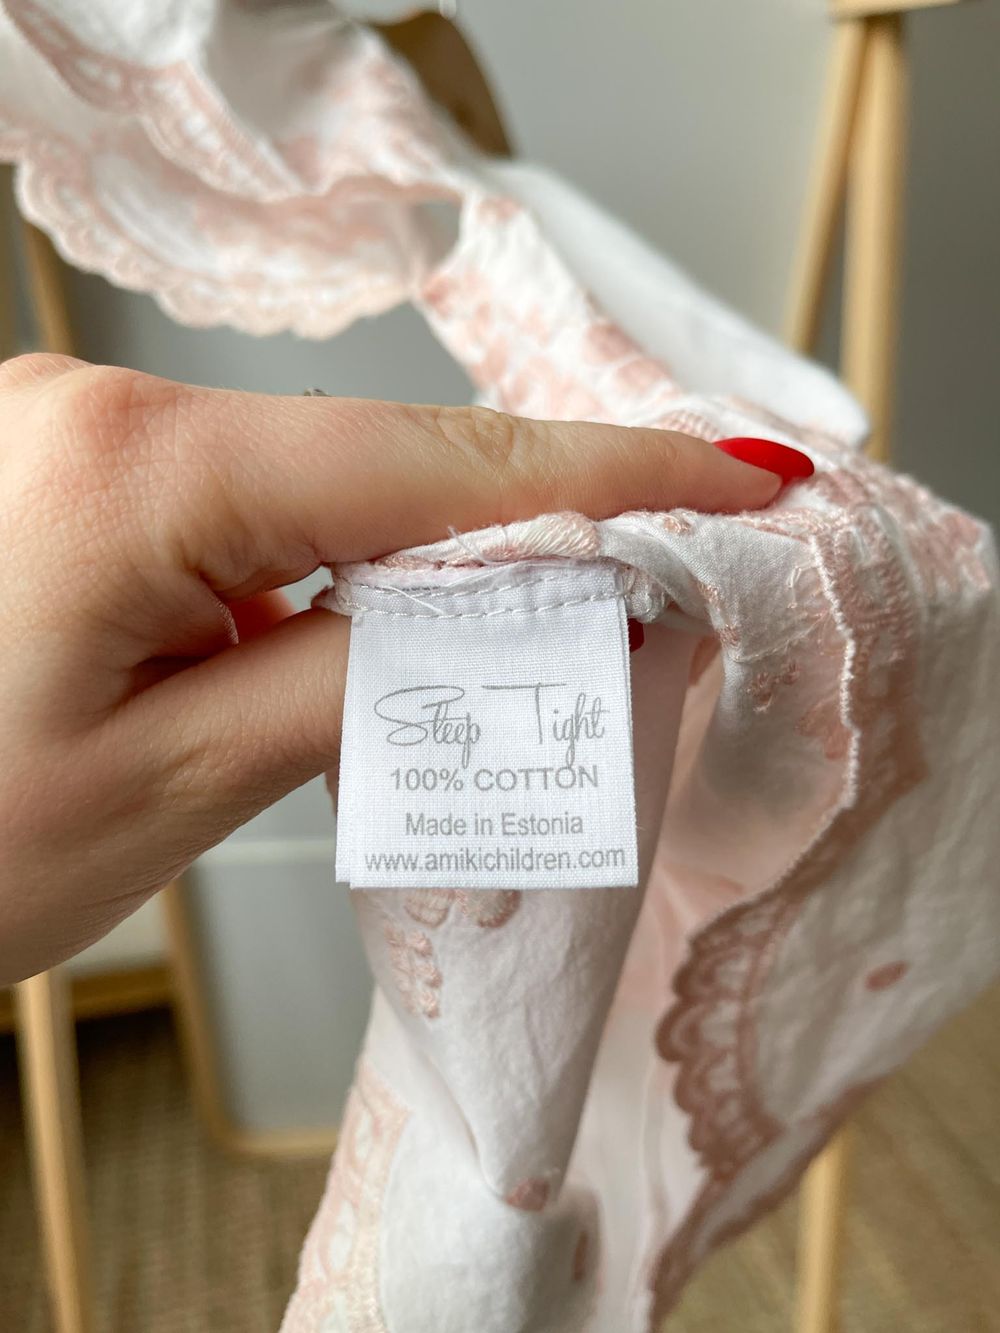 Sleep Tight
100% COTTON
Made in Estonia
www.amikichildren.com